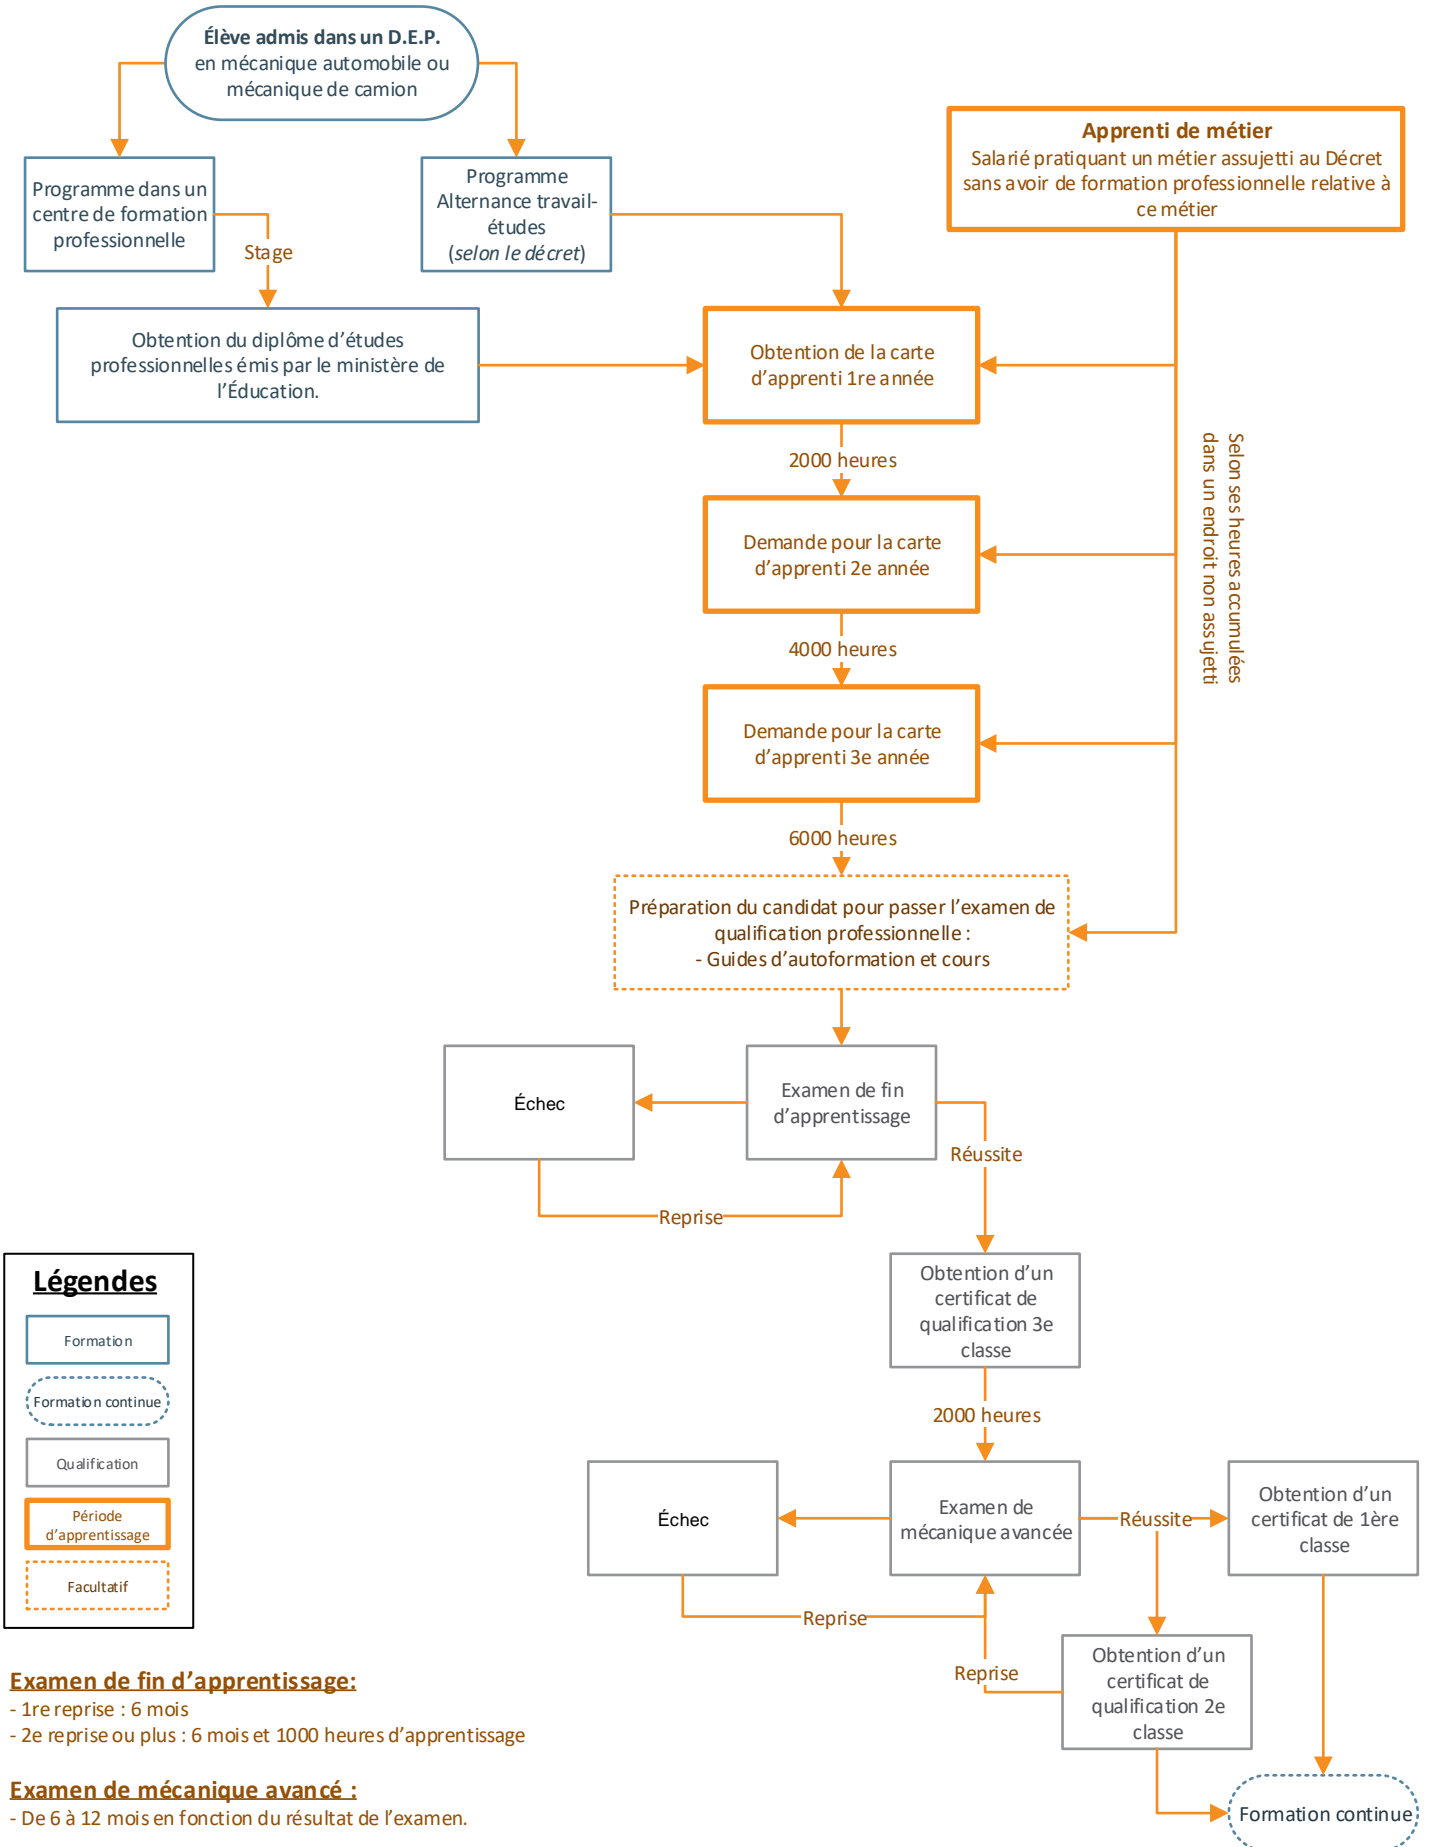 Élève admis dans un D.E.P.
en mécanique automobile ou
mécanique de camion
Apprenti de métier
Salarié pratiquant un métier assujetti au Décret
sans avoir de formation professionnelle relative à
ce métier
Programme dans un
centre de formation
professionnelle
Programme
Alternance travail-
études
(selon le décret)
Stage
Obtention du diplôme d’études
professionnelles émis par le ministère de
l’Éducation.
Obtention de la carte
d’apprenti 1re année
2000 heures
Selon ses heures accumulées
dans un endroit non assujetti
Demande pour la carte
d’apprenti 2e année
4000 heures
Demande pour la carte
d’apprenti 3e année
6000 heures
Préparation du candidat pour passer l’examen de
qualification professionnelle :
- Guides d’autoformation et cours
Échec
Examen de fin
d’apprentissage
Réussite
Reprise
Obtention d’un
certificat de
qualification 3e
classe
2000 heures
Échec
Examen de
mécanique avancée
Réussite
Obtention d’un
certificat de 1ère
classe
Reprise
Reprise
Obtention d’un
certificat de
qualification 2e
classe
Formation continue
Légendes
Formation
Formation continue
Qualification
Période
d’apprentissage
Facultatif
Examen de fin d’apprentissage:
- 1re reprise : 6 mois
- 2e reprise ou plus : 6 mois et 1000 heures d’apprentissage
Examen de mécanique avancé :
- De 6 à 12 mois en fonction du résultat de l’examen.